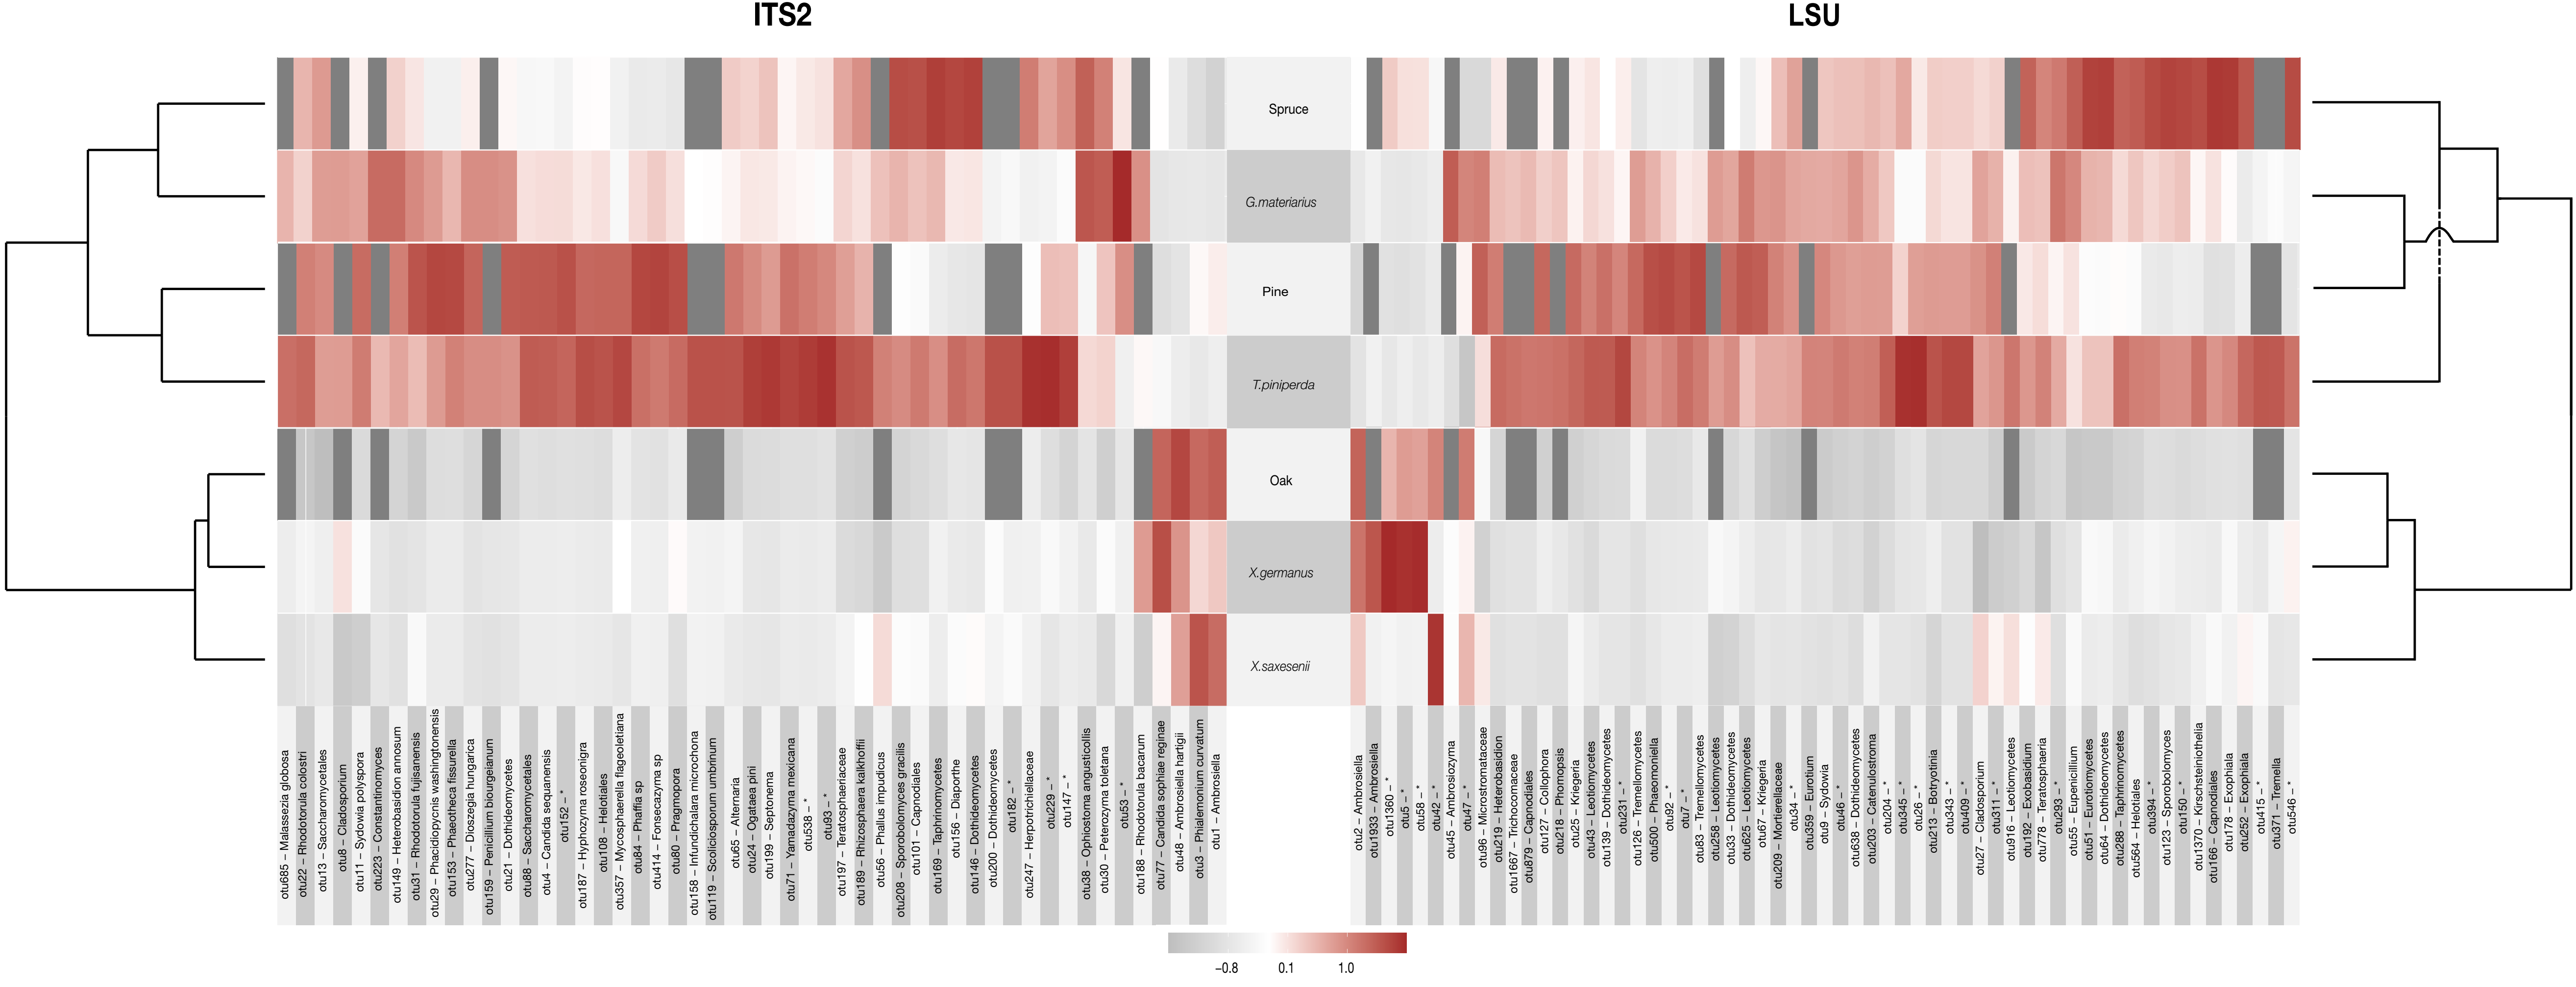 ITS2
LSU
Spruce
G.materiarius
Pine
T.piniperda
Oak
X.germanus
X.saxesenii
otu685 – Malassezia globosa
otu22 – Rhodotorula colostri
otu13 – Saccharomycetales
otu8 – Cladosporium
otu11 – Sydowia polyspora
otu223 – Constantinomyces
otu149 – Heterobasidion annosum
otu31 – Rhodotorula fujisanensis
otu29 – Phacidiopycnis washingtonensis
otu153 – Phaeotheca fissurella
otu277 – Dioszegia hungarica
otu159 – Penicillium biourgeianum
otu21 – Dothideomycetes
otu88 – Saccharomycetales
otu4 – Candida sequanensis
otu152 – *
otu187 – Hyphozyma roseonigra
otu108 – Helotiales
otu357 – Mycosphaerella flageoletiana
otu84 – Phaffia sp
otu414 – Fonsecazyma sp
otu80 – Pragmopora
otu158 – Infundichalara microchona
otu119 – Scoliciosporum umbrinum
otu65 – Alternaria
otu24 – Ogataea pini
otu199 – Septonema
otu71 – Yamadazyma mexicana
otu538 – *
otu93 – *
otu197 – Teratosphaeriaceae
otu189 – Rhizosphaera kalkhoffii
otu56 – Phallus impudicus
otu208 – Sporobolomyces gracilis
otu101 – Capnodiales
otu169 – Taphrinomycetes
otu156 – Diaporthe
otu146 – Dothideomycetes
otu200 – Dothideomycetes
otu182 – *
otu247 – Herpotrichiellaceae
otu229 – *
otu147 – *
otu38 – Ophiostoma angusticollis
otu30 – Peterozyma toletana
otu53 – *
otu188 – Rhodotorula bacarum
otu77 – Candida sophiae reginae
otu48 – Ambrosiella hartigii
otu3 – Phialemonium curvatum
otu1 – Ambrosiella
otu2 – Ambrosiella
otu1933 – Ambrosiella
otu1360 – *
otu5 – *
otu58 – *
otu42 – *
otu45 – Ambrosiozyma
otu47 – *
otu96 – Microstromataceae
otu219 – Heterobasidion
otu1667 – Trichocomaceae
otu879 – Capnodiales
otu127 – Collophora
otu218 – Phomopsis
otu25 – Kriegeria
otu43 – Leotiomycetes
otu139 – Dothideomycetes
otu231 – *
otu126 – Tremellomycetes
otu500 – Phaeomoniella
otu92 – *
otu7 – *
otu83 – Tremellomycetes
otu258 – Leotiomycetes
otu33 – Dothideomycetes
otu625 – Leotiomycetes
otu67 – Kriegeria
otu209 – Mortierellaceae
otu34 – *
otu359 – Eurotium
otu9 – Sydowia
otu46 – *
otu638 – Dothideomycetes
otu203 – Catenulostroma
otu204 – *
otu345 – *
otu26 – *
otu213 – Botryotinia
otu343 – *
otu409 – *
otu27 – Cladosporium
otu311 – *
otu916 – Leotiomycetes
otu192 – Exobasidium
otu778 – Teratosphaeria
otu293 – *
otu55 – Eupenicillium
otu51 – Eurotiomycetes
otu64 – Dothideomycetes
otu288 – Taphrinomycetes
otu564 – Helotiales
otu394 – *
otu123 – Sporobolomyces
otu150 – *
otu1370 – Kirschsteiniothelia
otu166 – Capnodiales
otu178 – Exophiala
otu252 – Exophiala
otu415 – *
otu371 – Tremella
otu546 – *
−0.8 0.1 1.0